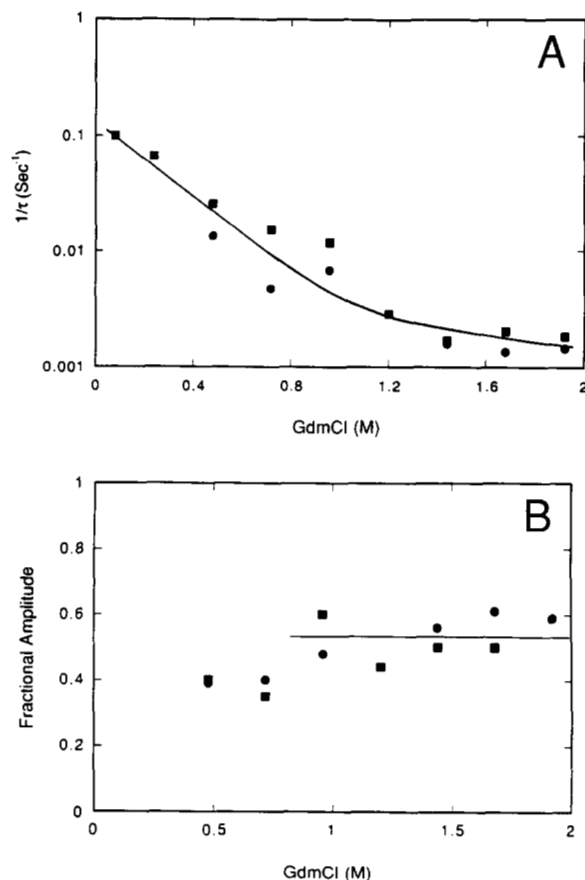 A
1
0.1
0.01
0.001
1/τ (Sec⁻¹)
0 0.4 0.8 1.2 1.6 2
GdmCl (M)
B
1
0.8
0.6
0.4
0.2
0
Fractional Amplitude
0 0.5 1 1.5 2
GdmCl (M)